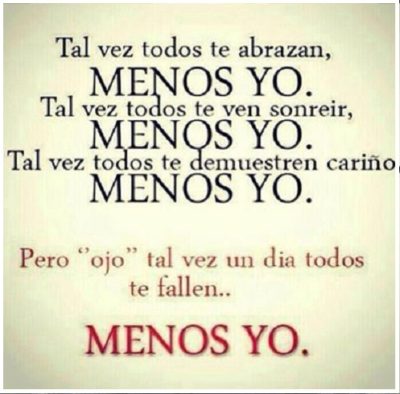 Tal vez todos te abrazan,
MENOS YO.
Tal vez todos te ven sonreir,
MENOS YO.
Tal vez todos te demuestren cariño,
MENOS YO.
Pero “ojo” tal vez un dia todos
te fallen..
MENOS YO.